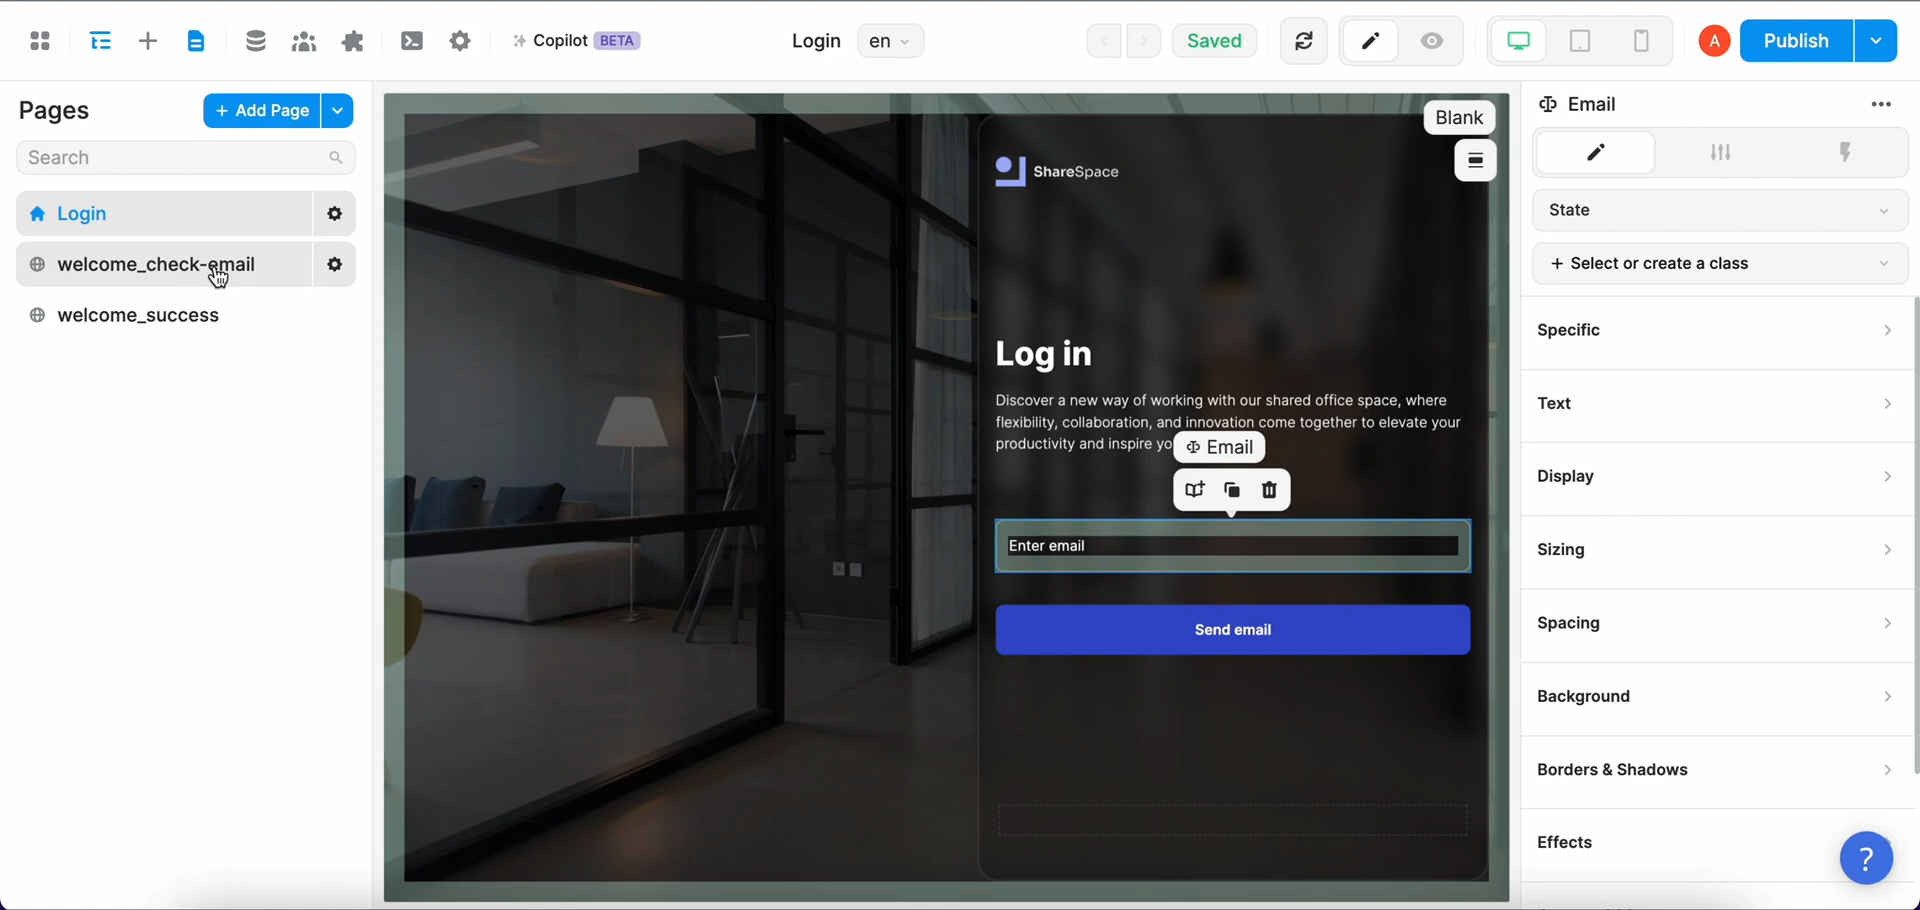 Copilot BETA
Login
en
Saved
A
Publish
Pages
+ Add Page
Search
Login
welcome_check-email
welcome_success
Blank
ShareSpace
Log in
Discover a new way of working with our shared office space, where
flexibility, collaboration, and innovation come together to elevate your
productivity and inspire yo
Email
Enter email
Send email
Email
State
+ Select or create a class
Specific
Text
Display
Sizing
Spacing
Background
Borders & Shadows
Effects
?